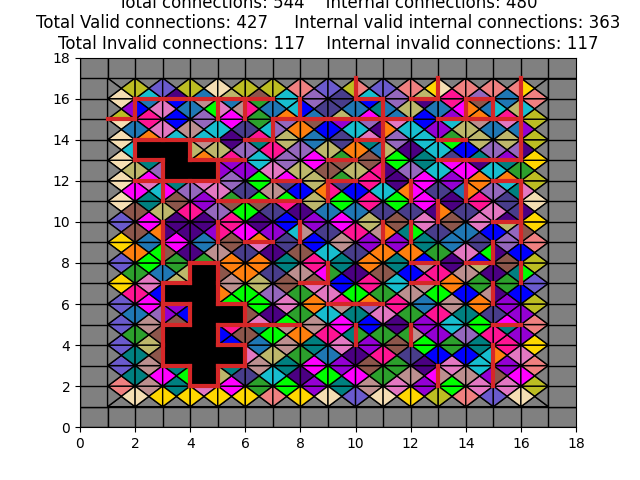 Total connections: 544    Internal connections: 480
Total Valid connections: 427     Internal valid internal connections: 363
Total Invalid connections: 117    Internal invalid connections: 117
18
16
14
12
10
8
6
4
2
0
0 2 4 6 8 10 12 14 16 18